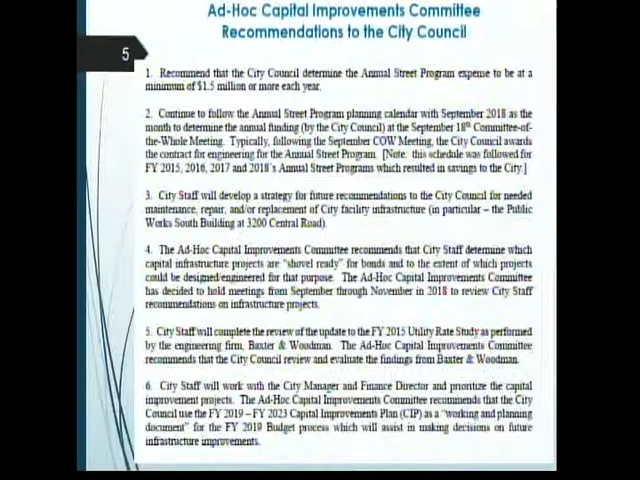 Ad-Hoc Capital Improvements Committee
Recommendations to the City Council
5
1. Recommend that the City Council determine the Annual Street Program expense to be at a
minimum of $1.5 million or more each year.
2. Continue to follow the Annual Street Program planning calendar with September 2018 as the
month to determine the annual funding (by the City Council) at the September 18th Committee-of-
the-Whole Meeting. Typically, following the September COW Meeting, the City Council awards
the contract for engineering for the Annual Street Program. [Note: this schedule was followed for
FY 2015, 2016, 2017 and 2018's Annual Street Programs which resulted in savings to the City.]
3. City Staff will develop a strategy for future recommendations to the City Council for needed
maintenance, repair, and/or replacement of City facility infrastructure (in particular – the Public
Works South Building at 3200 Central Road).
4. The Ad-Hoc Capital Improvements Committee recommends that City Staff determine which
capital infrastructure projects are "shovel ready" for bonds and to the extent of which projects
could be designed/engineered for that purpose. The Ad-Hoc Capital Improvements Committee
has decided to hold meetings from September through November in 2018 to review City Staff
recommendations on infrastructure projects.
5. City Staff will complete the review of the update to the FY 2015 Utility Rate Study as performed
by the engineering firm, Baxter & Woodman. The Ad-Hoc Capital Improvements Committee
recommends that the City Council review and evaluate the findings from Baxter & Woodman.
6. City Staff will work with the City Manager and Finance Director and prioritize the capital
improvement projects. The Ad-Hoc Capital Improvements Committee recommends that the City
Council use the FY 2019 – FY 2023 Capital Improvements Plan (CIP) as a "working and planning
document" for the FY 2019 Budget process which will assist in making decisions on future
infrastructure improvements.